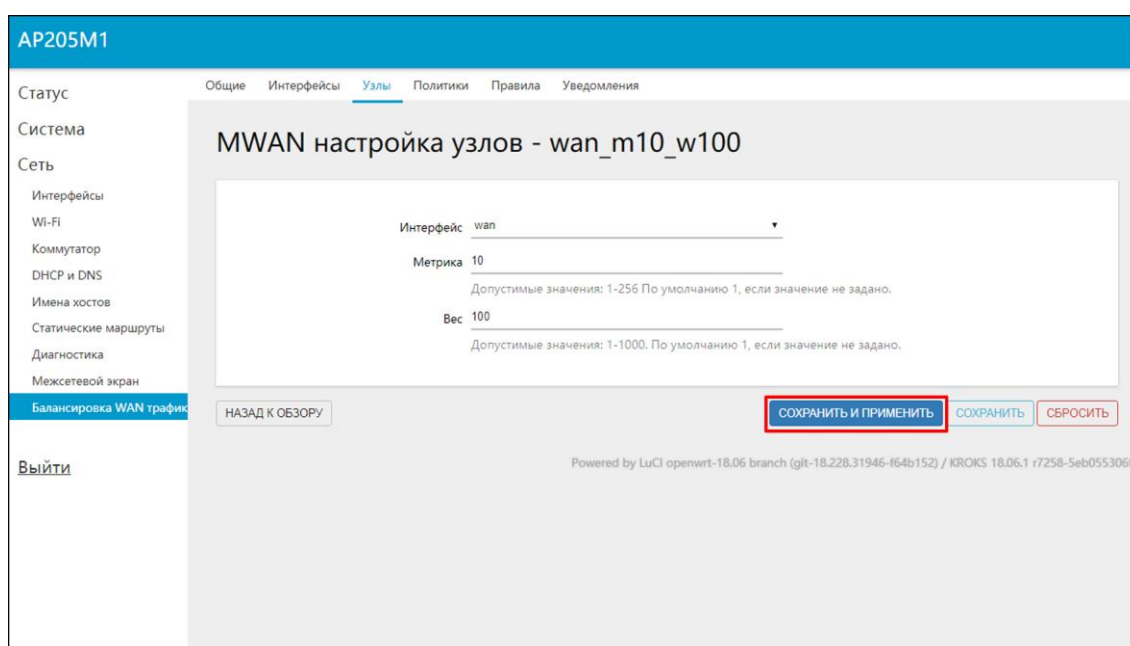 AP205M1
Статус
Система
Сеть
Интерфейсы
Wi-Fi
Коммутатор
DHCP и DNS
Имена хостов
Статические маршруты
Диагностика
Межсетевой экран
Балансировка WAN трафик
Выйти
Общие Интерфейсы Узлы Политики Правила Уведомления
MWAN настройка узлов - wan_m10_w100
Интерфейс wan
Метрика 10
Допустимые значения: 1-256 По умолчанию 1, если значение не задано.
Вес 100
Допустимые значения: 1-1000. По умолчанию 1, если значение не задано.
НАЗАД К ОБЗОРУ СОХРАНИТЬ И ПРИМЕНИТЬ СОХРАНИТЬ СБРОСИТЬ
Powered by LuCI openwrt-18.06 branch (git-18.228.31946-f64b152) / KROKS 18.06.1 r7258-5eb055306